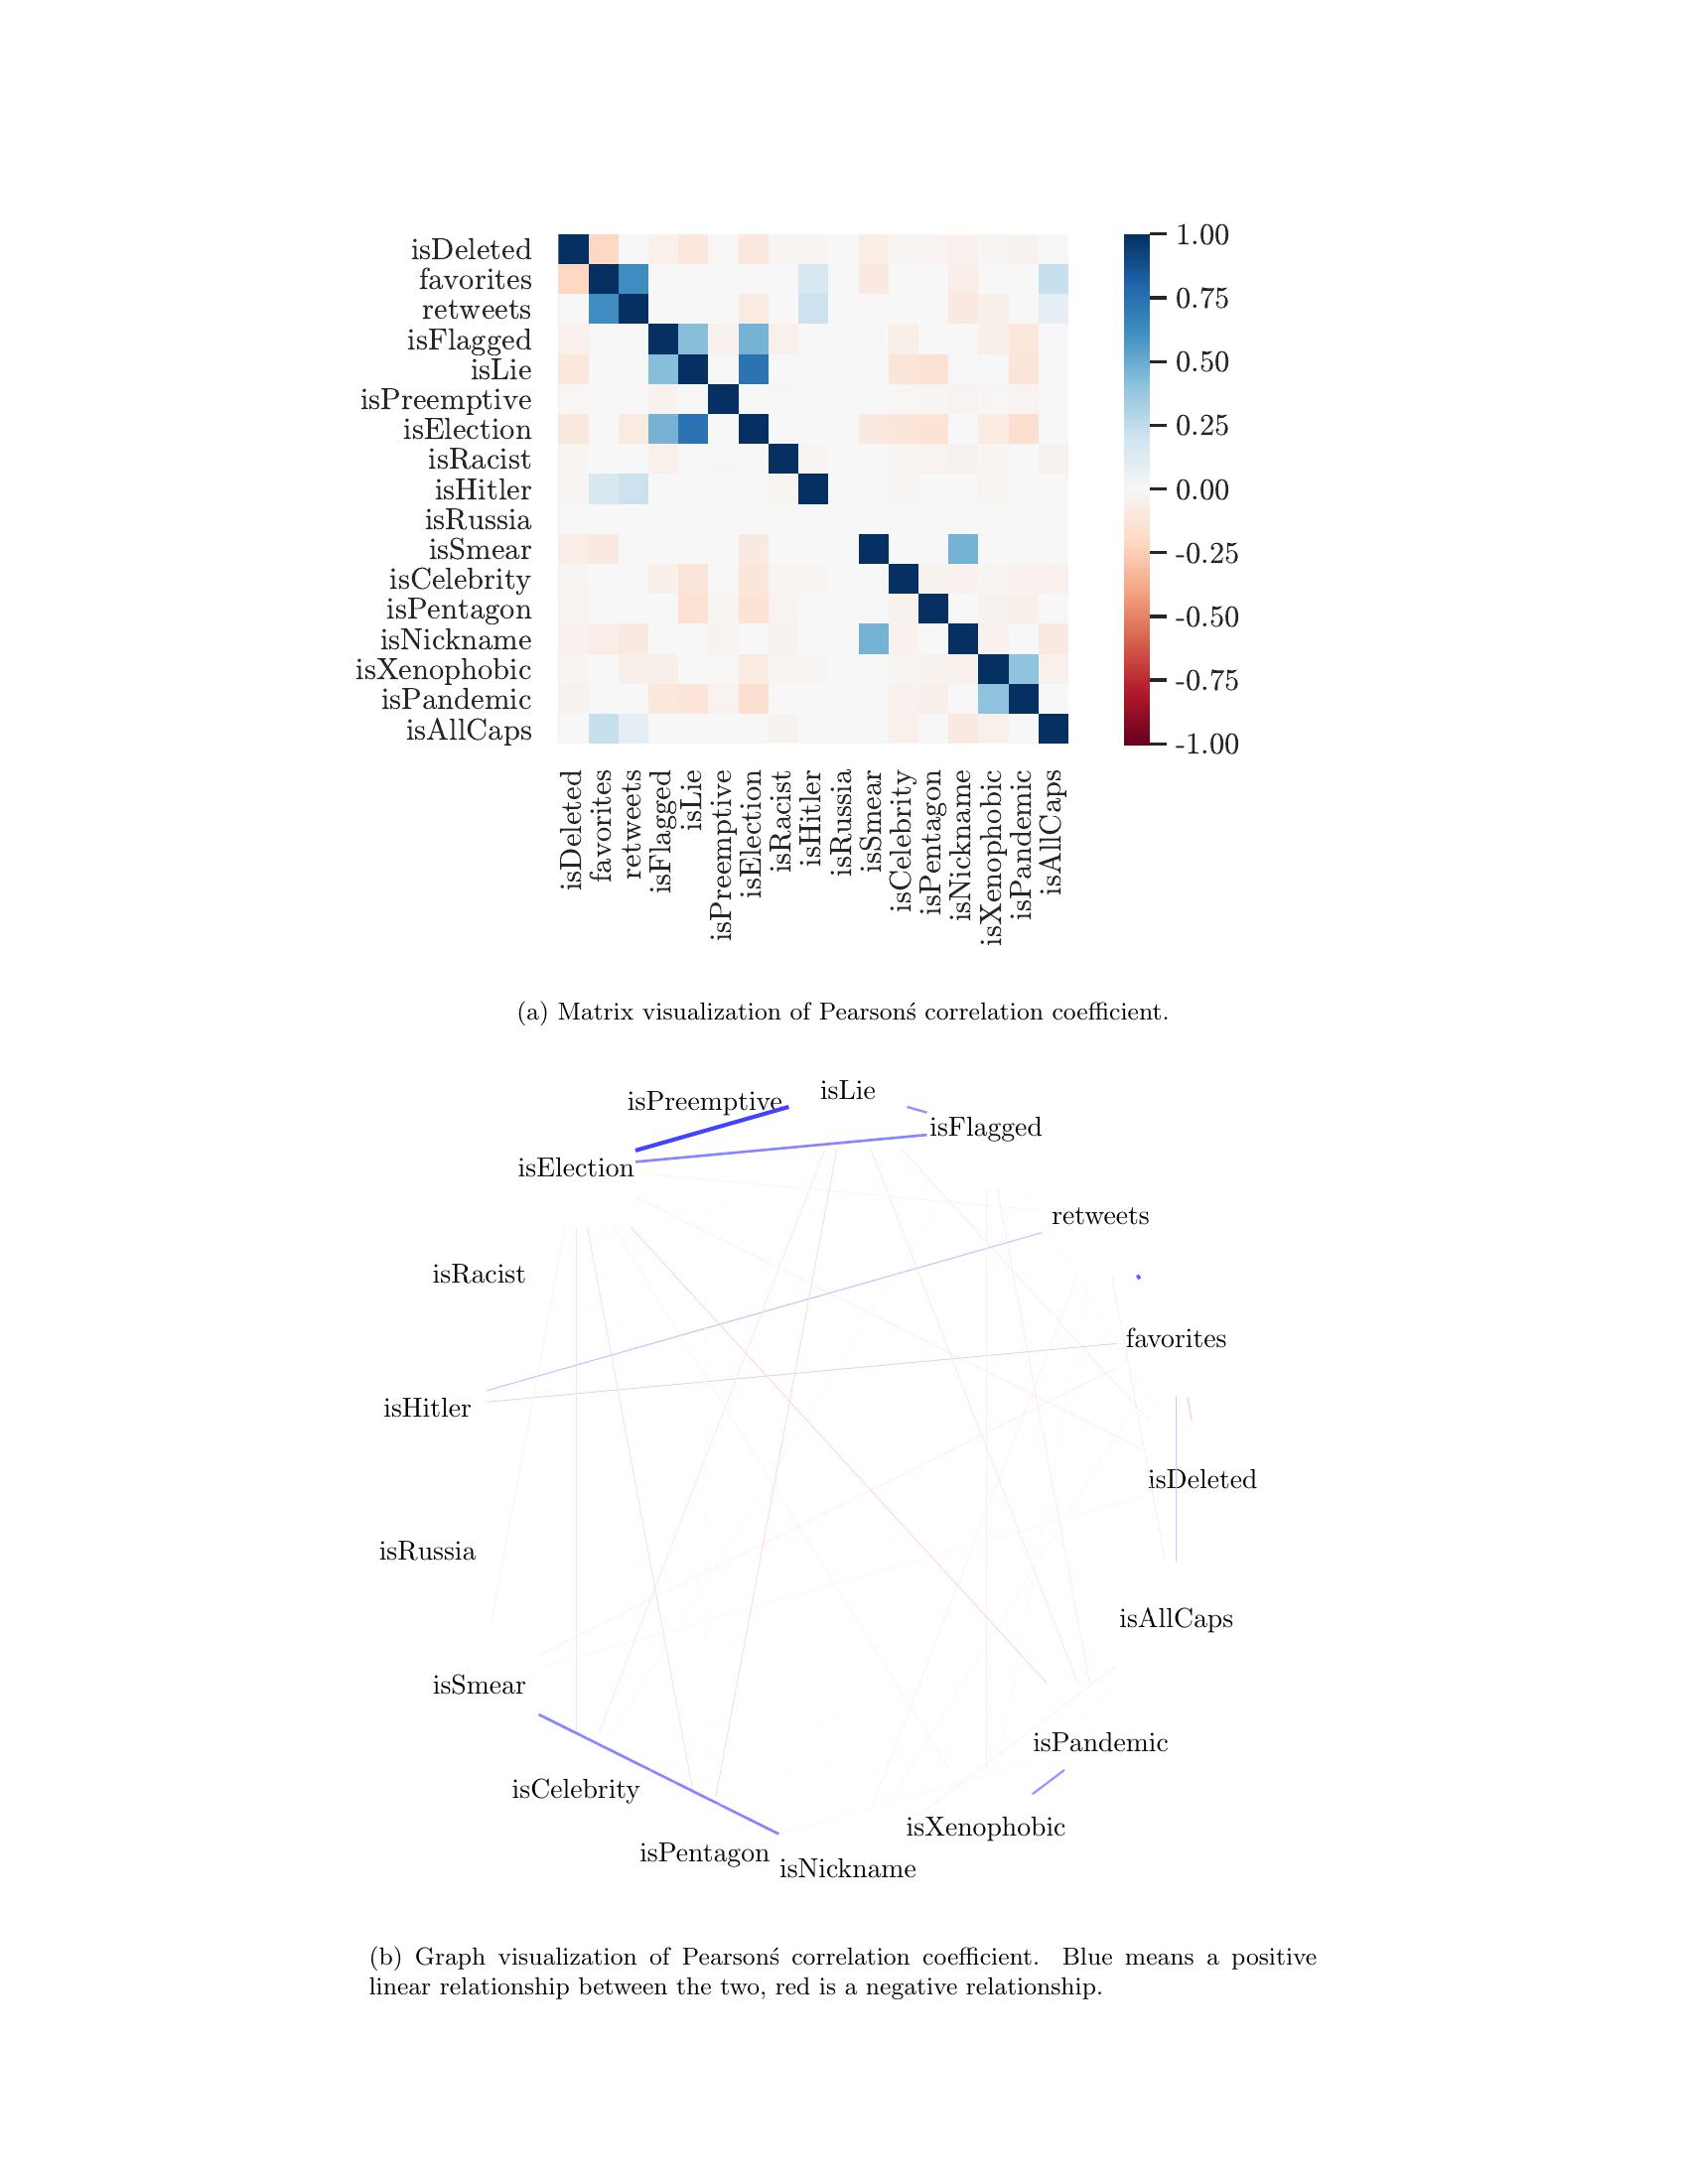 isDeleted
favorites
retweets
isFlagged
isLie
isPreemptive
isElection
isRacist
isHitler
isRussia
isSmear
isCelebrity
isPentagon
isNickname
isXenophobic
isPandemic
isAllCaps
1.00
0.75
0.50
0.25
0.00
-0.25
-0.50
-0.75
-1.00
isDeleted
favorites
retweets
isFlagged
isLie
isPreemptive
isElection
isRacist
isHitler
isRussia
isSmear
isCelebrity
isPentagon
isNickname
isXenophobic
isPandemic
isAllCaps
(a) Matrix visualization of Pearsonś correlation coefficient.
isLie
isPreemptive
isFlagged
isElection
retweets
isRacist
favorites
isHitler
isDeleted
isRussia
isAllCaps
isSmear
isPandemic
isCelebrity
isXenophobic
isPentagon
isNickname
(b) Graph visualization of Pearsonś correlation coefficient. Blue means a positive
linear relationship between the two, red is a negative relationship.